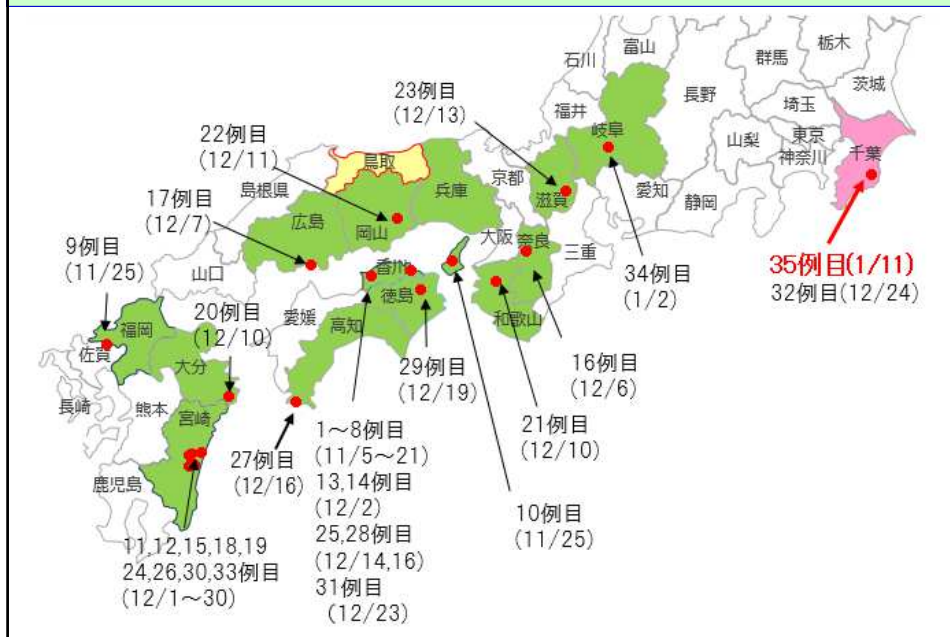 石川
富山
群馬
栃木
茨城
長野
埼玉
福井
岐阜
山梨
東京
神奈川
千葉
23例目
(12/13)
22例目
(12/11)
鳥取
兵庫
京都
滋賀
愛知
静岡
島根県
17例目
(12/7)
広島
岡山
大阪
奈良
三重
9例目
(11/25)
山口
香川
徳島
和歌山
34例目
(1/2)
35例目(1/11)
32例目(12/24)
20例目
(12/10)
愛媛
高知
福岡
佐賀
大分
長崎
熊本
宮崎
鹿児島
29例目
(12/19)
16例目
(12/6)
21例目
(12/10)
27例目
(12/16)
1～8例目
(11/5～21)
13,14例目
(12/2)
25,28例目
(12/14,16)
31例目
(12/23)
10例目
(11/25)
11,12,15,18,19
24,26,30,33例目
(12/1～30)